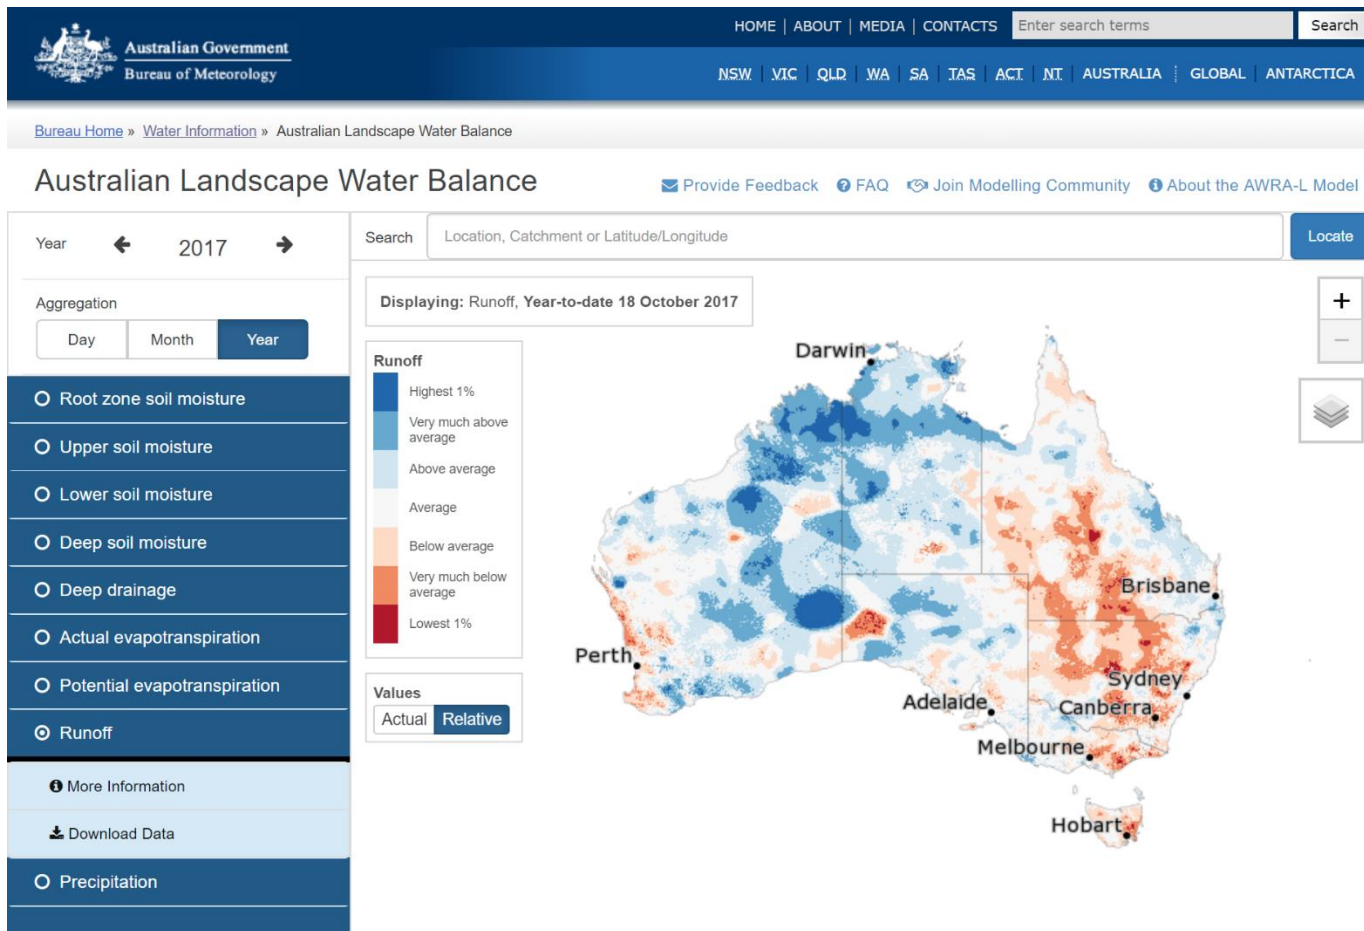 HOME | ABOUT | MEDIA | CONTACTS Enter search terms Search
Australian Government
Bureau of Meteorology
NSW VIC QLD WA SA TAS ACT NT AUSTRALIA GLOBAL ANTARCTICA
Bureau Home » Water Information » Australian Landscape Water Balance
Australian Landscape Water Balance
Provide Feedback FAQ Join Modelling Community About the AWRA-L Model
Year 2017
Search Location, Catchment or Latitude/Longitude Locate
Aggregation
Day Month Year
Root zone soil moisture
Upper soil moisture
Lower soil moisture
Deep soil moisture
Deep drainage
Actual evapotranspiration
Potential evapotranspiration
Runoff
More Information
Download Data
Precipitation
Displaying: Runoff, Year-to-date 18 October 2017
Runoff
Highest 1%
Very much above
average
Above average
Average
Below average
Very much below
average
Lowest 1%
Values
Actual Relative
+
−
Darwin
Brisbane
Perth
Sydney
Adelaide
Canberra
Melbourne
Hobart